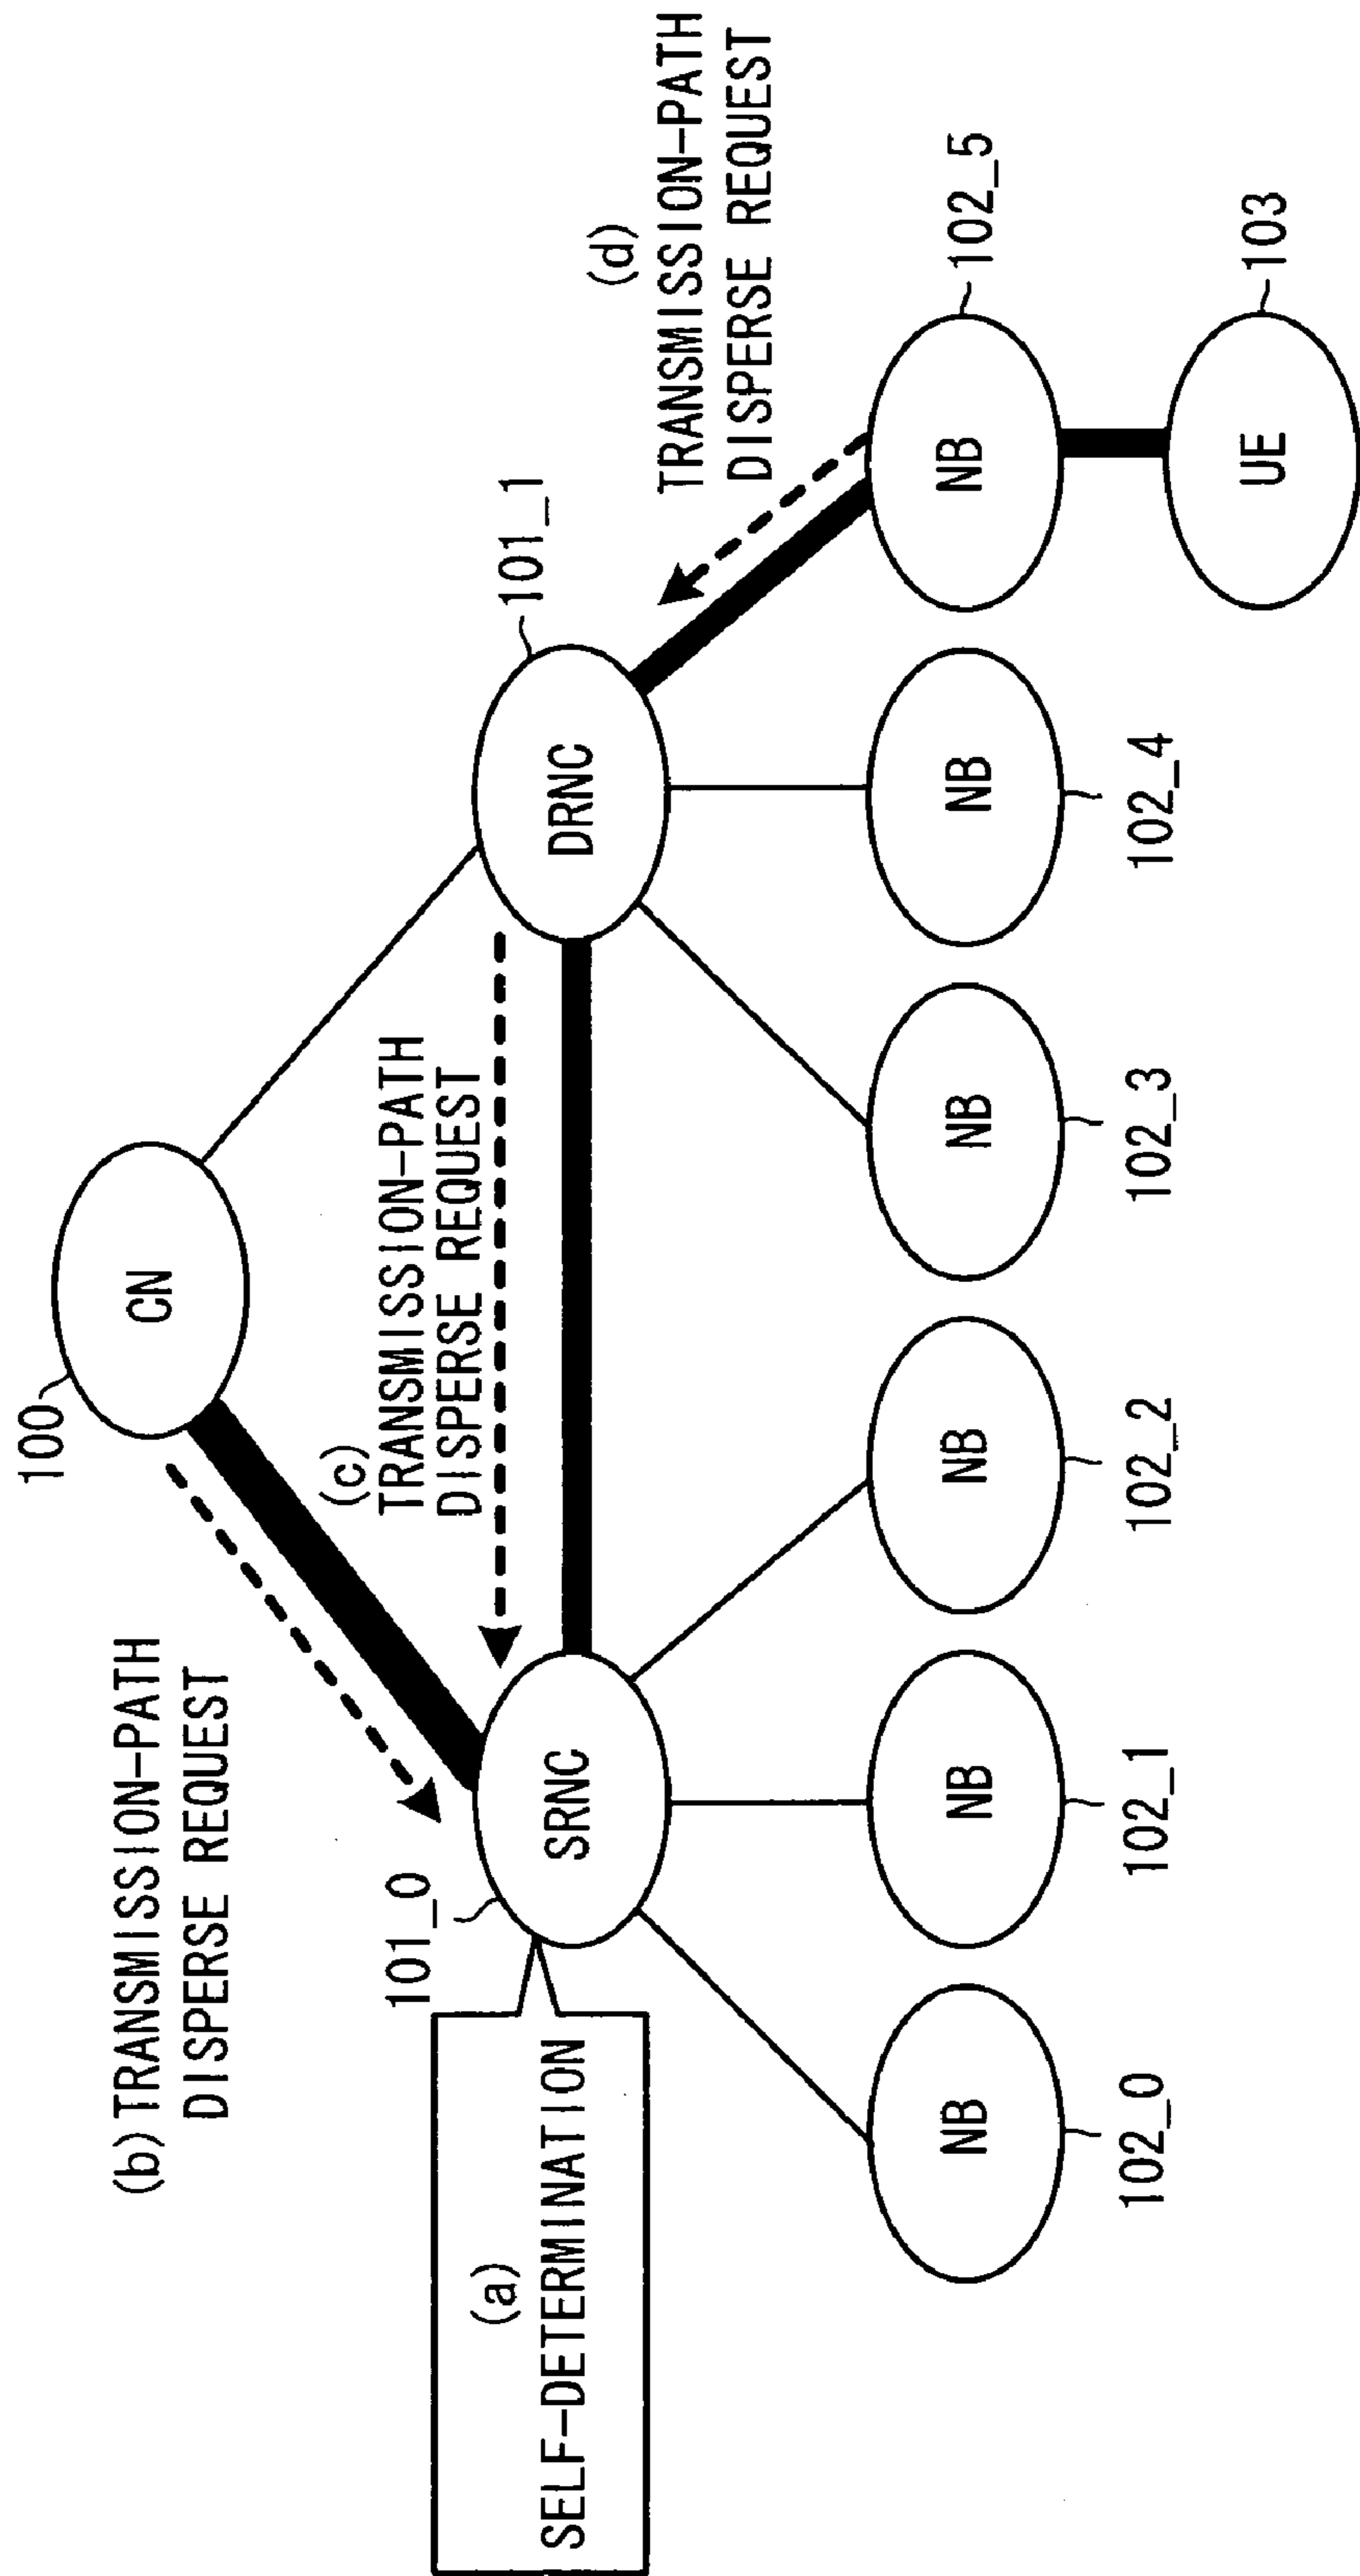 100
CN
(b) TRANSMISSION-PATH
DISPERSE REQUEST
(c)
TRANSMISSION-PATH
DISPERSE REQUEST
(d)
TRANSMISSION-PATH
DISPERSE REQUEST
101_0
101_1
(a)
SELF-DETERMINATION
SRNC
DRNC
102_5
NB
NB
NB
NB
NB
NB
102_0
102_1
102_2
102_3
102_4
103
UE